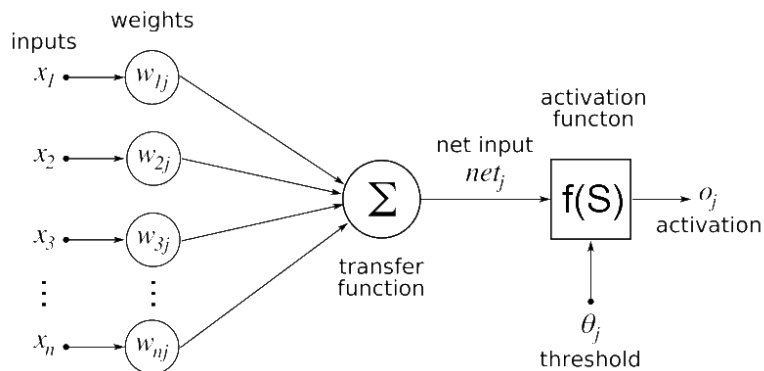 weights
inputs
x₁ w₁ⱼ
x₂ w₂ⱼ
x₃ w₃ⱼ
⋮ ⋮
xₙ wₙⱼ
Σ
transfer
function
net input
netⱼ
activation
functon
f(S)
oⱼ
activation
θⱼ
threshold